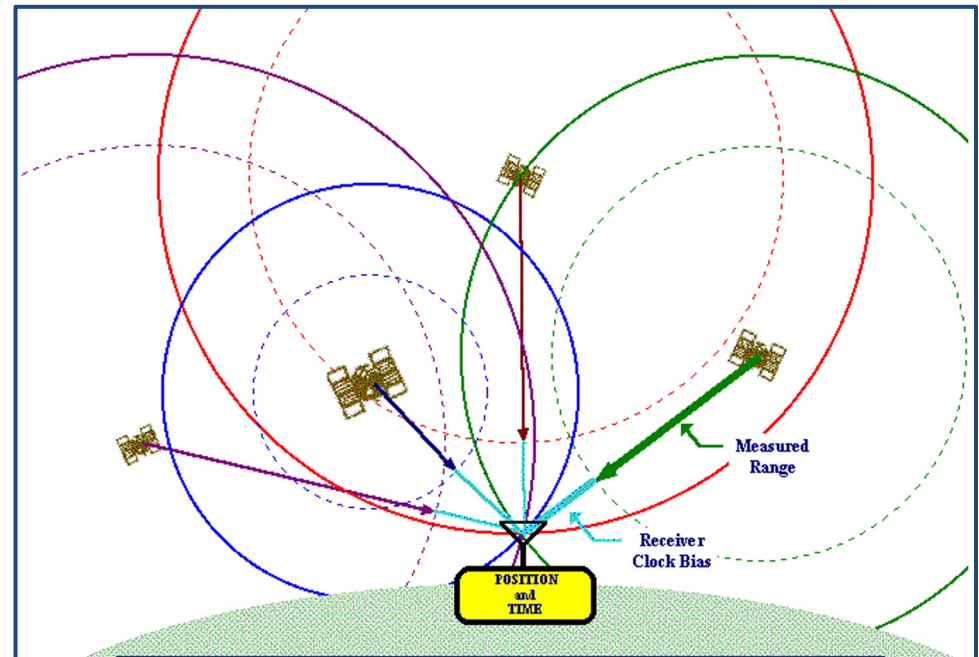 Measured
Range
Receiver
Clock Bias
POSITION
and
TIME